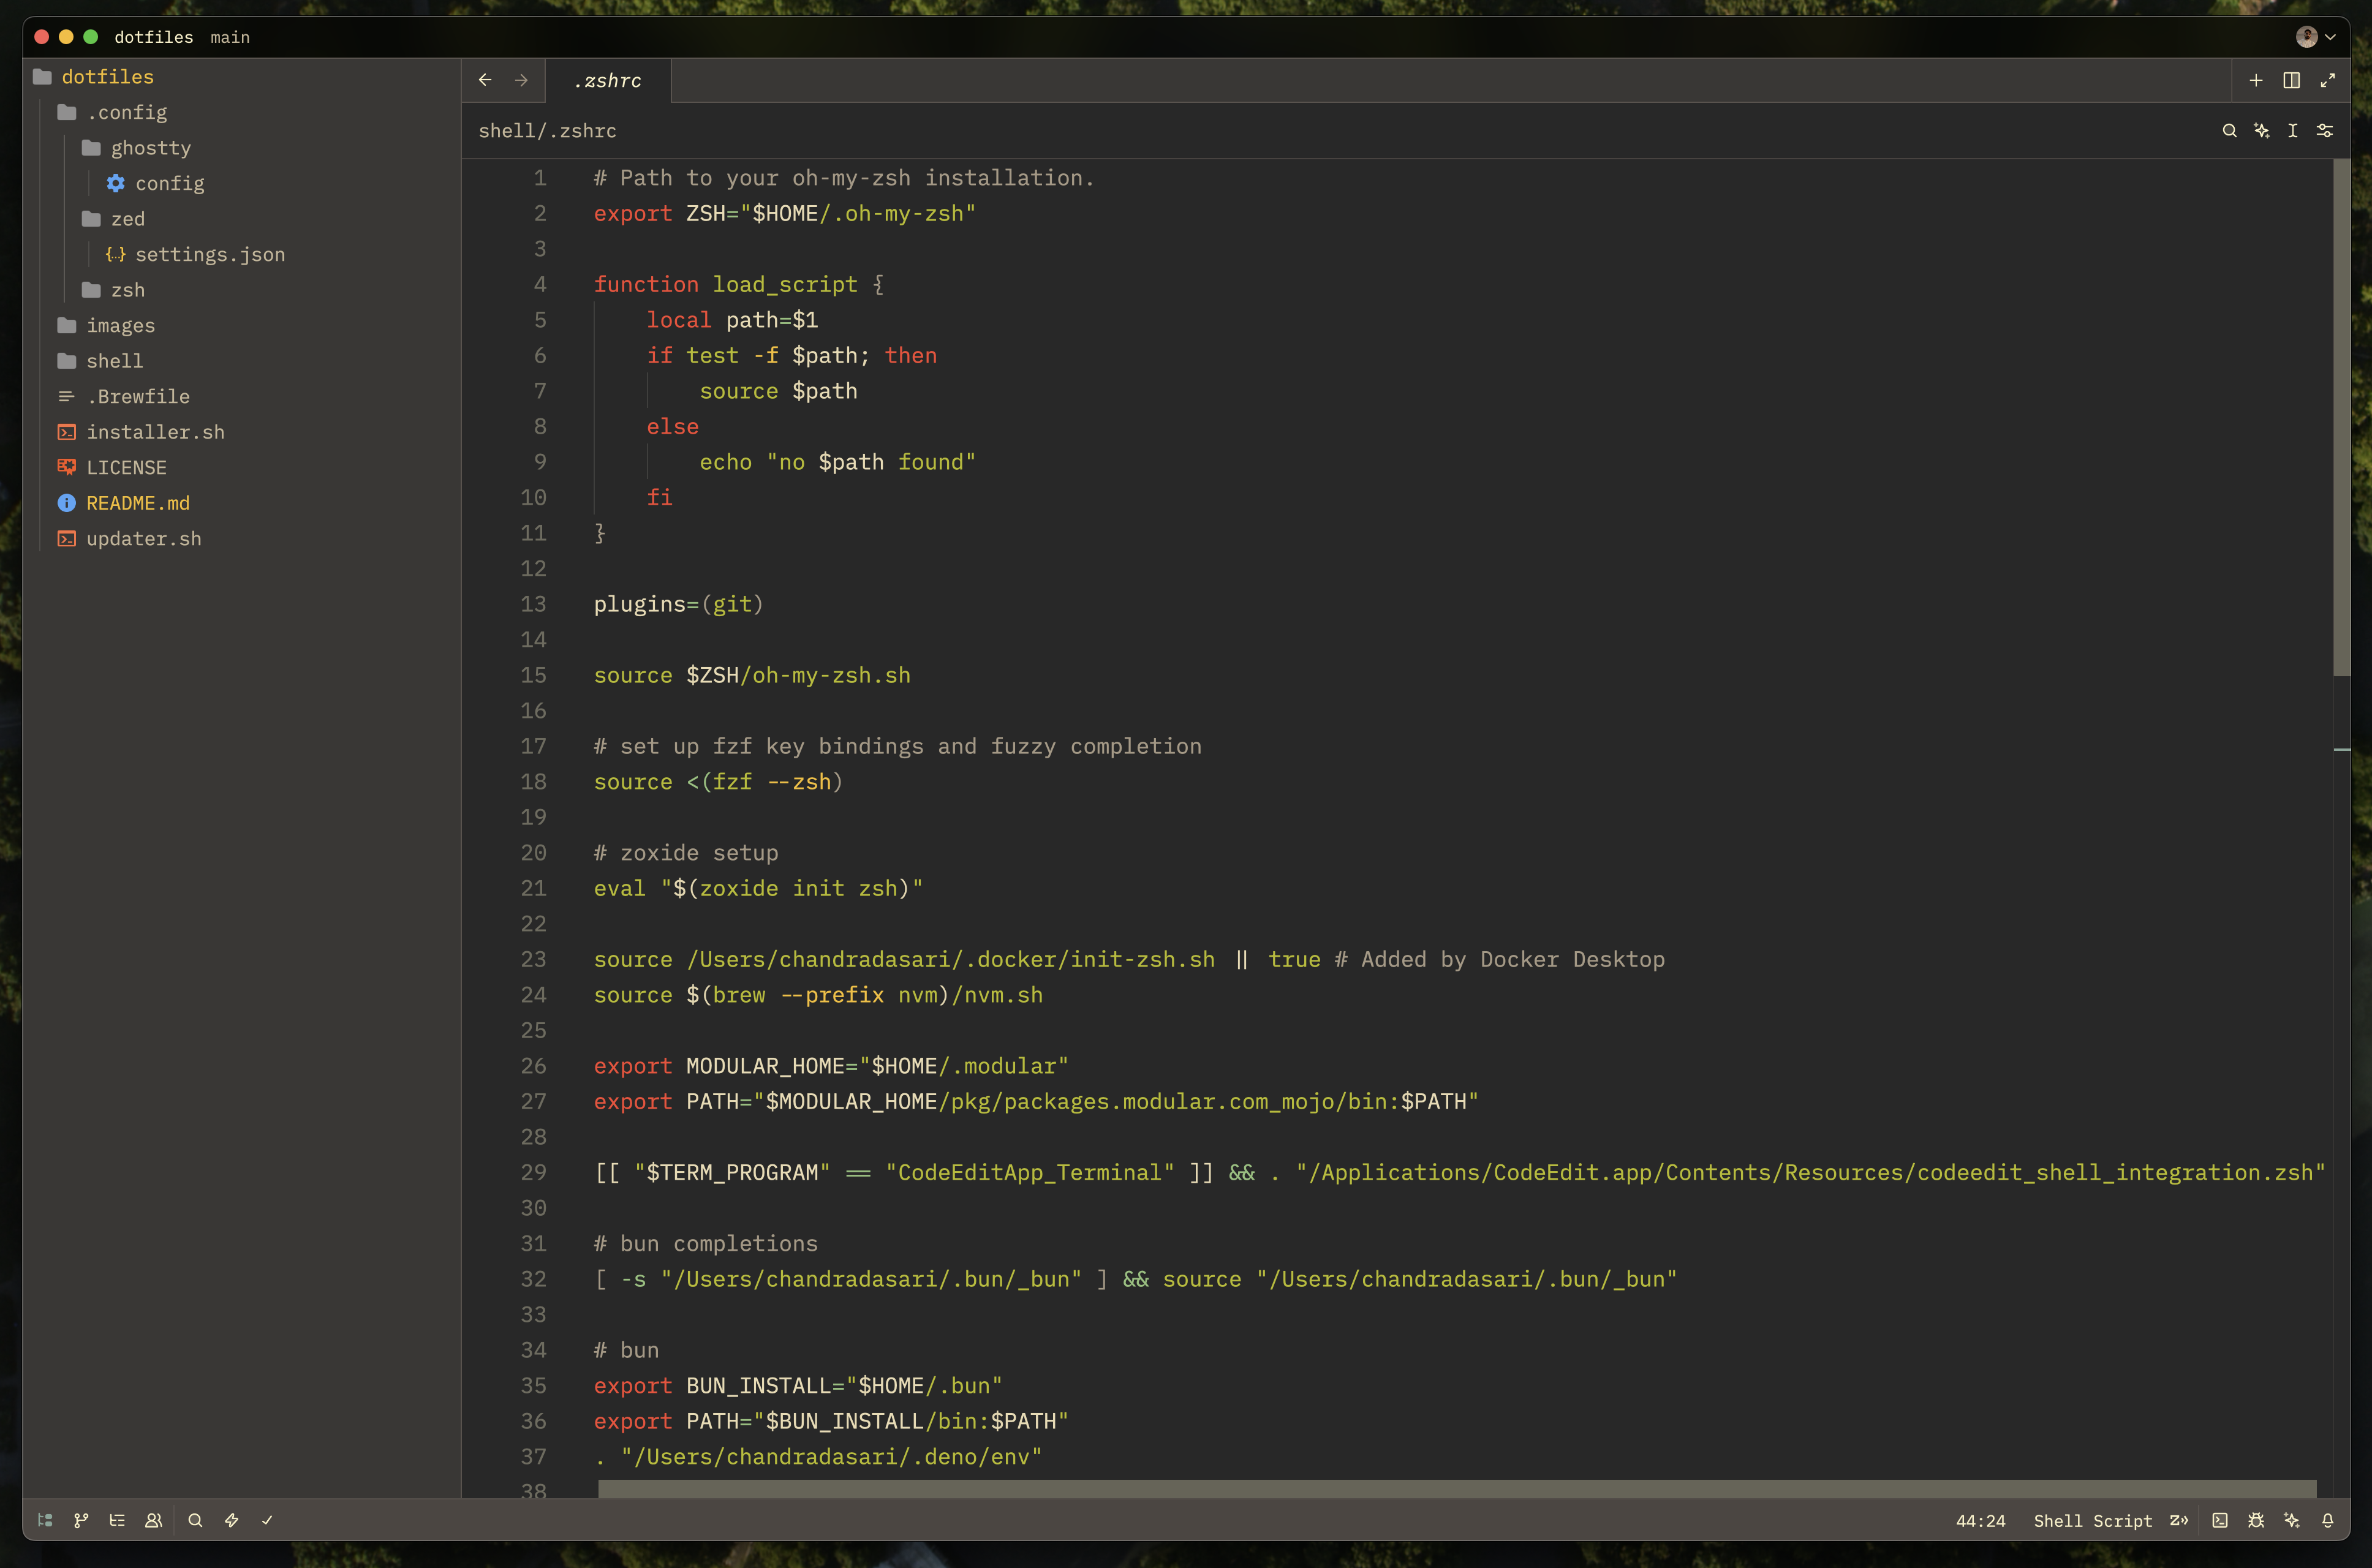 dotfiles main
dotfiles
.config
ghostty
config
zed
settings.json
zsh
images
shell
.Brewfile
installer.sh
LICENSE
README.md
updater.sh
.zshrc
shell/.zshrc
1 # Path to your oh-my-zsh installation.
2 export ZSH="$HOME/.oh-my-zsh"
3
4 function load_script {
5     local path=$1
6     if test -f $path; then
7         source $path
8     else
9         echo "no $path found"
10     fi
11 }
12
13 plugins=(git)
14
15 source $ZSH/oh-my-zsh.sh
16
17 # set up fzf key bindings and fuzzy completion
18 source <(fzf --zsh)
19
20 # zoxide setup
21 eval "$(zoxide init zsh)"
22
23 source /Users/chandradasari/.docker/init-zsh.sh || true # Added by Docker Desktop
24 source $(brew --prefix nvm)/nvm.sh
25
26 export MODULAR_HOME="$HOME/.modular"
27 export PATH="$MODULAR_HOME/pkg/packages.modular.com_mojo/bin:$PATH"
28
29 [[ "$TERM_PROGRAM" == "CodeEditApp_Terminal" ]] && . "/Applications/CodeEdit.app/Contents/Resources/codeedit_shell_integration.zsh"
30
31 # bun completions
32 [ -s "/Users/chandradasari/.bun/_bun" ] && source "/Users/chandradasari/.bun/_bun"
33
34 # bun
35 export BUN_INSTALL="$HOME/.bun"
36 export PATH="$BUN_INSTALL/bin:$PATH"
37 . "/Users/chandradasari/.deno/env"
38
44:24 Shell Script